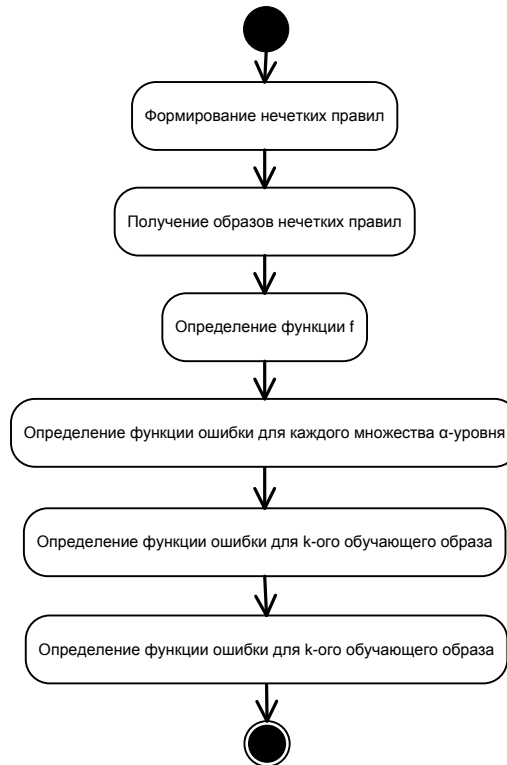 Формирование нечетких правил
Получение образов нечетких правил
Определение функции f
Определение функции ошибки для каждого множества α-уровня
Определение функции ошибки для k-ого обучающего образа
Определение функции ошибки для k-ого обучающего образа